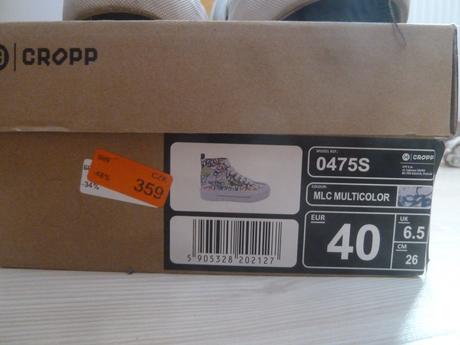 CROPP
-48%
-34%
CZK
359
MODEL REF.:
0475S
CROPP
COLOUR:
MLC MULTICOLOR
EUR
40
UK
6.5
CM
26
5 905328 202127